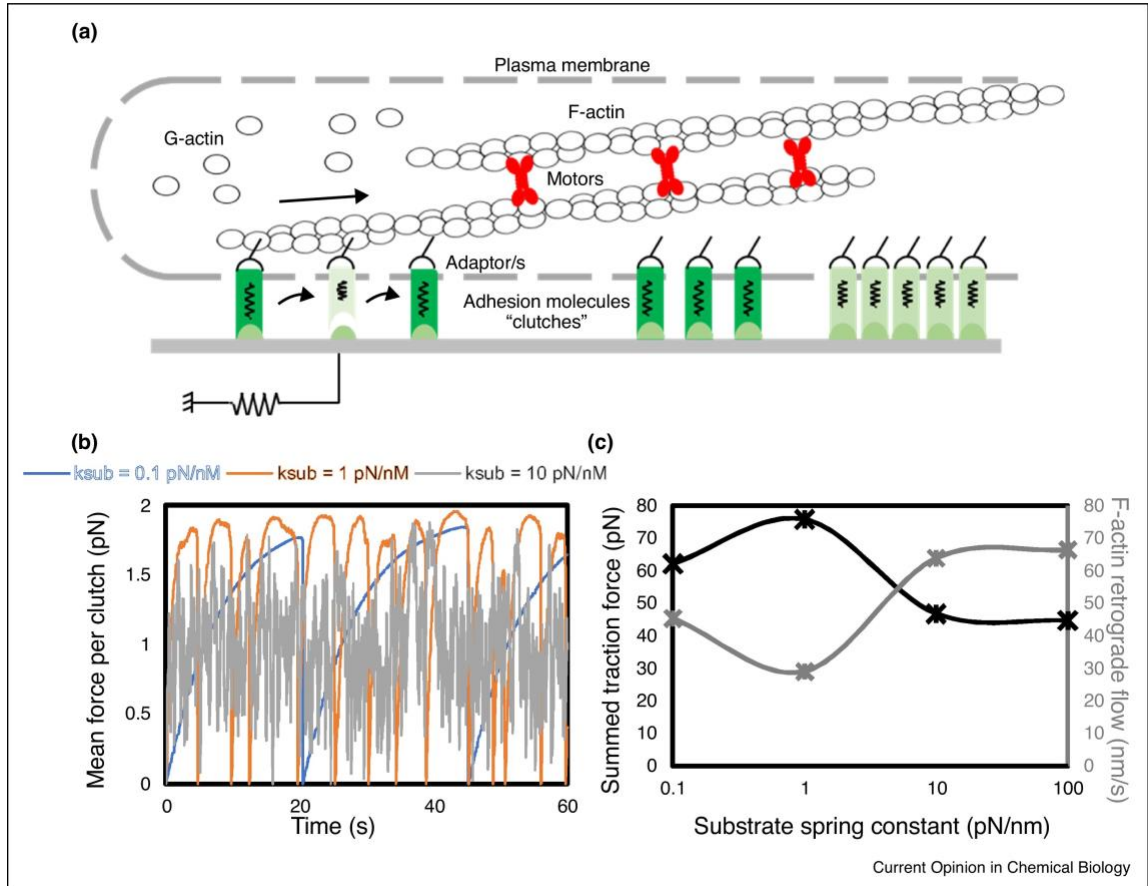 (a)
Plasma membrane
G-actin
F-actin
Motors
Adaptor/s
Adhesion molecules
“clutches”
(b)
ksub = 0.1 pN/nM
ksub = 1 pN/nM
ksub = 10 pN/nM
Mean force per clutch (pN)
2
1.5
1
0.5
0
0
20
40
60
Time (s)
(c)
Summed traction force (pN)
80
70
60
50
40
30
20
10
0
80
70
60
50
40
30
20
10
0
F-actin retrograde flow (nm/s)
0.1
1
10
100
Substrate spring constant (pN/nm)
Current Opinion in Chemical Biology